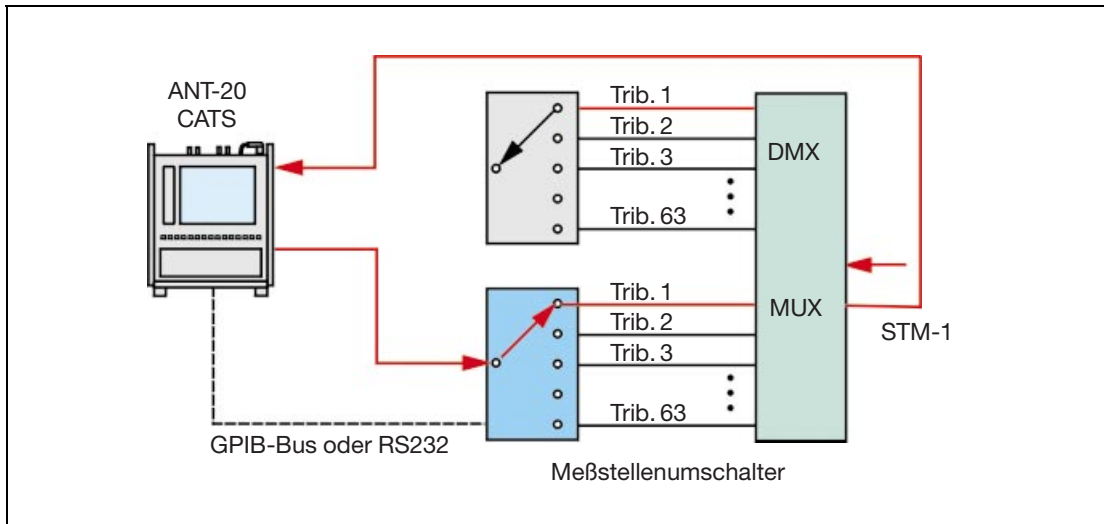 ANT-20
CATS
Trib. 1
Trib. 2
Trib. 3
Trib. 63
DMX
Trib. 1
Trib. 2
Trib. 3
Trib. 63
MUX
STM-1
GPIB-Bus oder RS232
Meßstellenumschalter